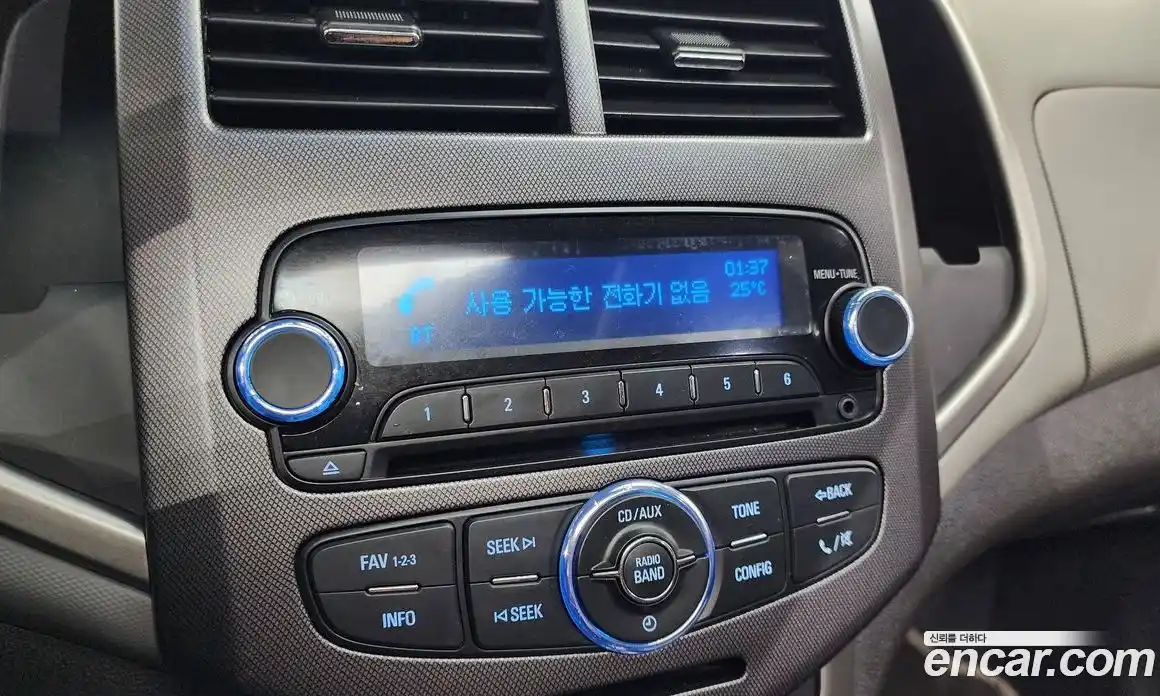 01:37
사용 가능한 전화기 없음
25°C
BT
MENU•TUNE
1 2 3 4 5 6
CD/AUX
TONE
BACK
SEEK
FAV 1-2-3
RADIO
BAND
CONFIG
INFO
SEEK
신뢰를 더하다
encar.com